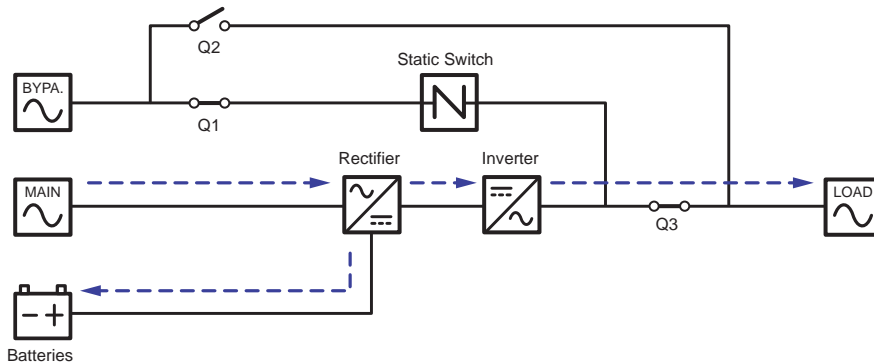 Q2
Static Switch
BYPA.
Q1
Rectifier
Inverter
MAIN
LOAD
Q3
Batteries